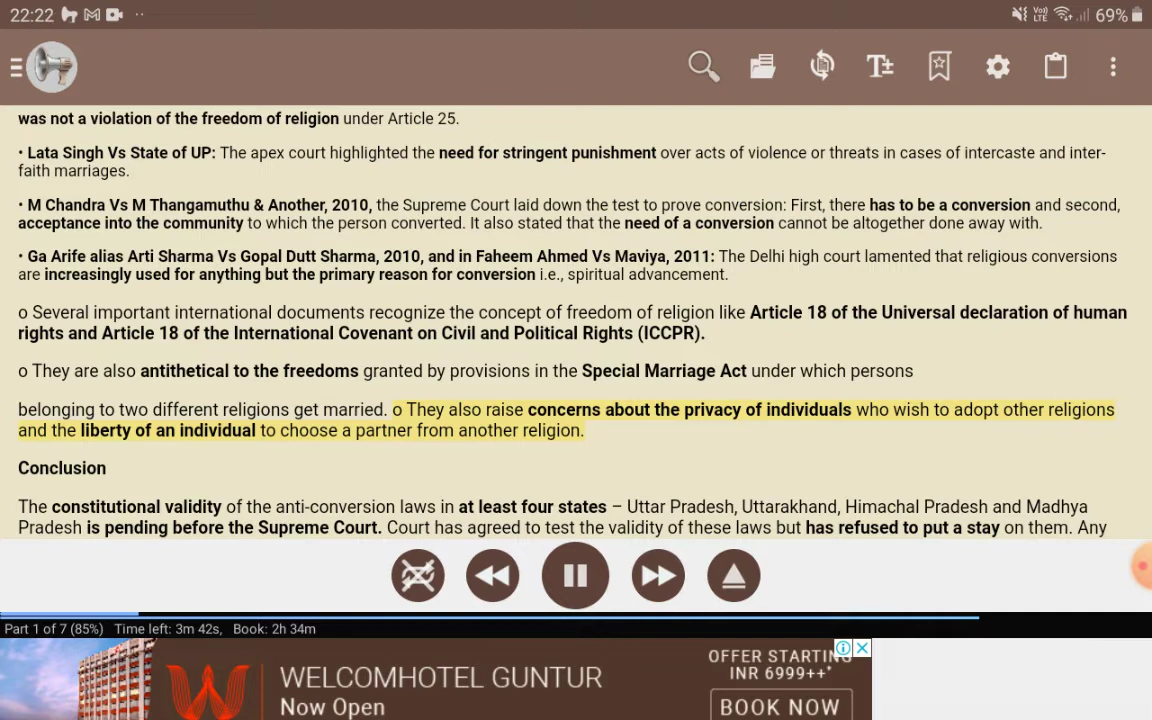 22:22
VoD
LTE
69%
was not a violation of the freedom of religion under Article 25.
• Lata Singh Vs State of UP: The apex court highlighted the need for stringent punishment over acts of violence or threats in cases of intercaste and inter-
faith marriages.
• M Chandra Vs M Thangamuthu & Another, 2010, the Supreme Court laid down the test to prove conversion: First, there has to be a conversion and second,
acceptance into the community to which the person converted. It also stated that the need of a conversion cannot be altogether done away with.
• Ga Arife alias Arti Sharma Vs Gopal Dutt Sharma, 2010, and in Faheem Ahmed Vs Maviya, 2011: The Delhi high court lamented that religious conversions
are increasingly used for anything but the primary reason for conversion i.e., spiritual advancement.
o Several important international documents recognize the concept of freedom of religion like Article 18 of the Universal declaration of human
rights and Article 18 of the International Covenant on Civil and Political Rights (ICCPR).
o They are also antithetical to the freedoms granted by provisions in the Special Marriage Act under which persons
belonging to two different religions get married. o They also raise concerns about the privacy of individuals who wish to adopt other religions
and the liberty of an individual to choose a partner from another religion.
Conclusion
The constitutional validity of the anti-conversion laws in at least four states – Uttar Pradesh, Uttarakhand, Himachal Pradesh and Madhya
Pradesh is pending before the Supreme Court. Court has agreed to test the validity of these laws but has refused to put a stay on them. Any
Part 1 of 7 (85%) Time left: 3m 42s, Book: 2h 34m
WELCOMHOTEL GUNTUR
Now Open
OFFER STARTING
INR 6999++*
BOOK NOW